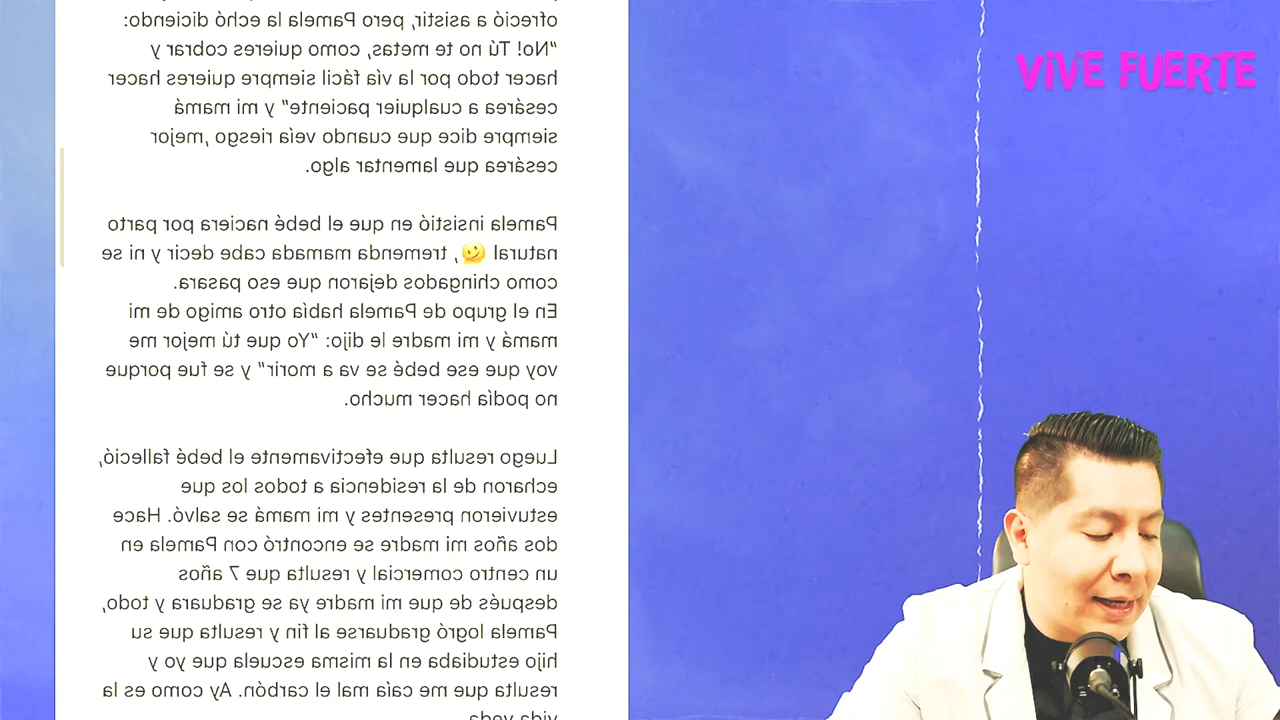 ofreció a asistir, pero Pamela la echó diciendo:
"No! Tú no te metas, como quieres cobrar y
hacer todo por la vía fácil siempre quieres hacer
cesárea a cualquier paciente" y mi mamá
siempre dice que cuando veía riesgo ,mejor
cesárea que lamentar algo.
Pamela insistió en que el bebé naciera por parto
natural 🫠, tremenda mamada cabe decir y ni se
como chingados dejaron que eso pasara.
En el grupo de Pamela había otro amigo de mi
mamá y mi madre le dijo: "Yo que tú mejor me
voy que ese bebé se va a morir" y se fue porque
no podía hacer mucho.
Luego resulta que efectivamente el bebé falleció,
echaron de la residencia a todos los que
estuvieron presentes y mi mamá se salvó. Hace
dos años mi madre se encontró con Pamela en
un centro comercial y resulta que 7 años
después de que mi madre ya se graduara y todo,
Pamela logró graduarse al fin y resulta que su
hijo estudiaba en la misma escuela que yo y
resulta que me caía mal el carbón. Ay como es la
vida veda
VIVE FUERTE